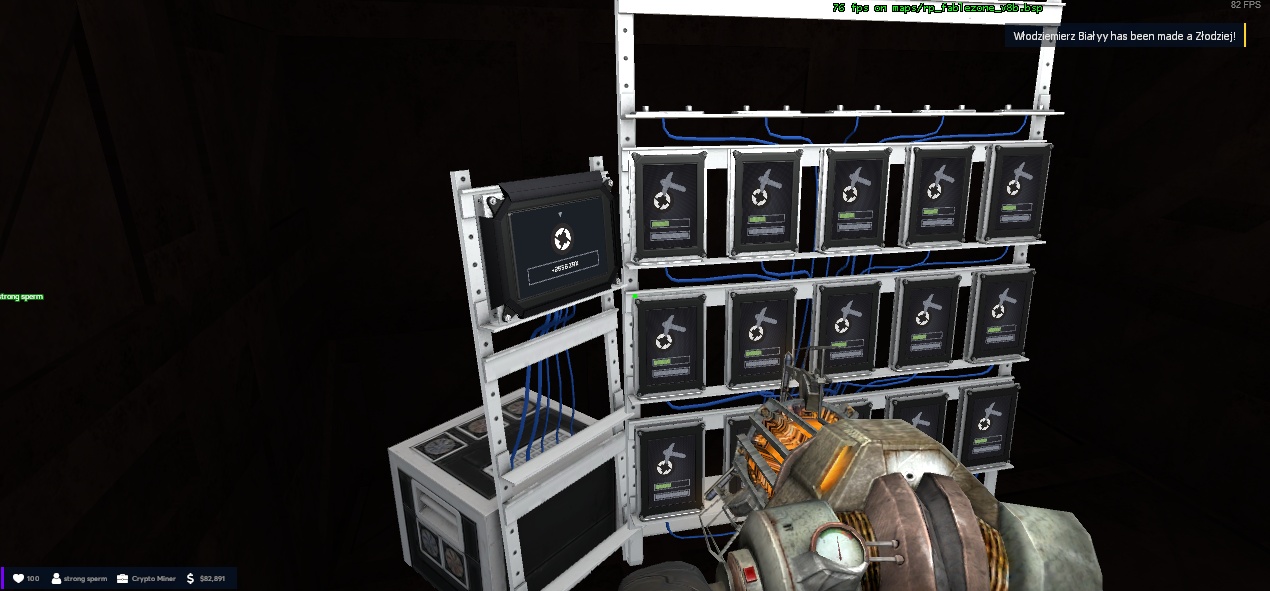 76 fps on maps/rp_fablezone_v8b.bsp
82 FPS
Włodziemierz Białyy has been made a Złodziej!
strong sperm
100
strong sperm
Crypto Miner
$82,891